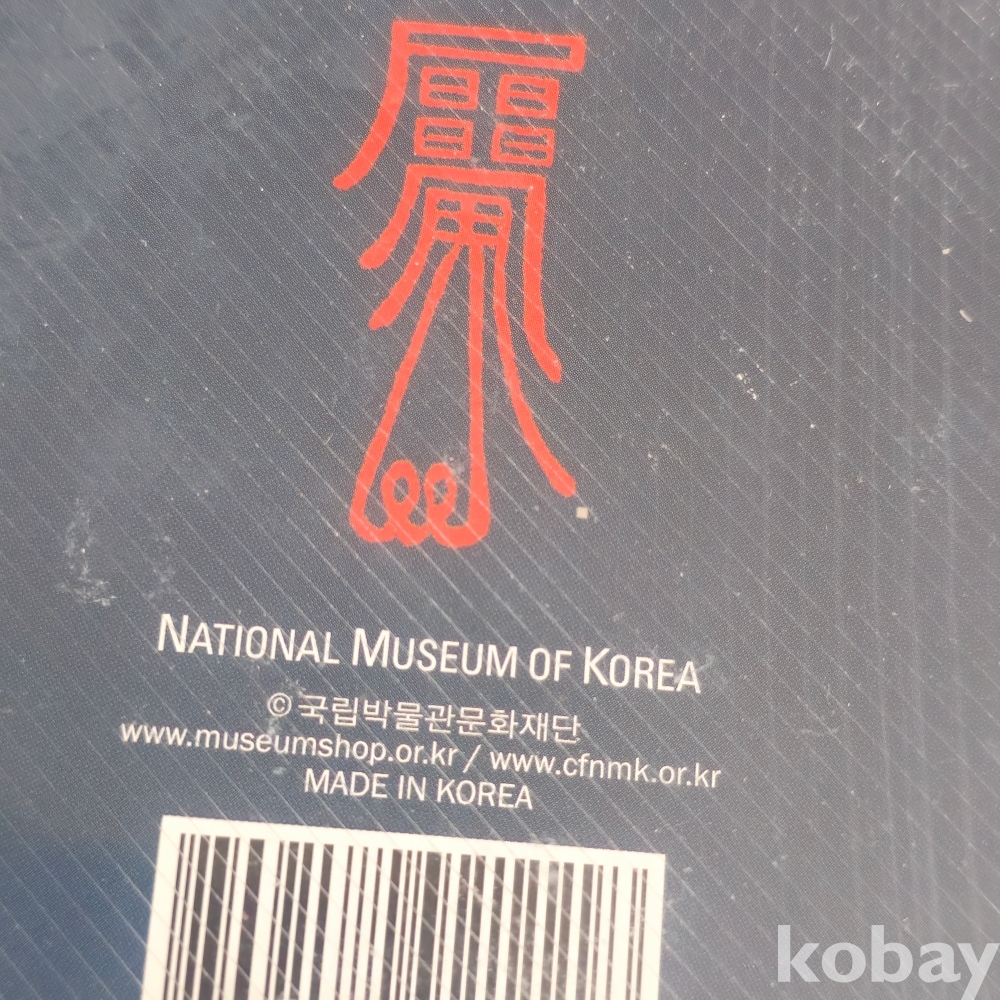 NATIONAL MUSEUM OF KOREA
©국립박물관문화재단
www.museumshop.or.kr / www.cfnmk.or.kr
MADE IN KOREA
kobay